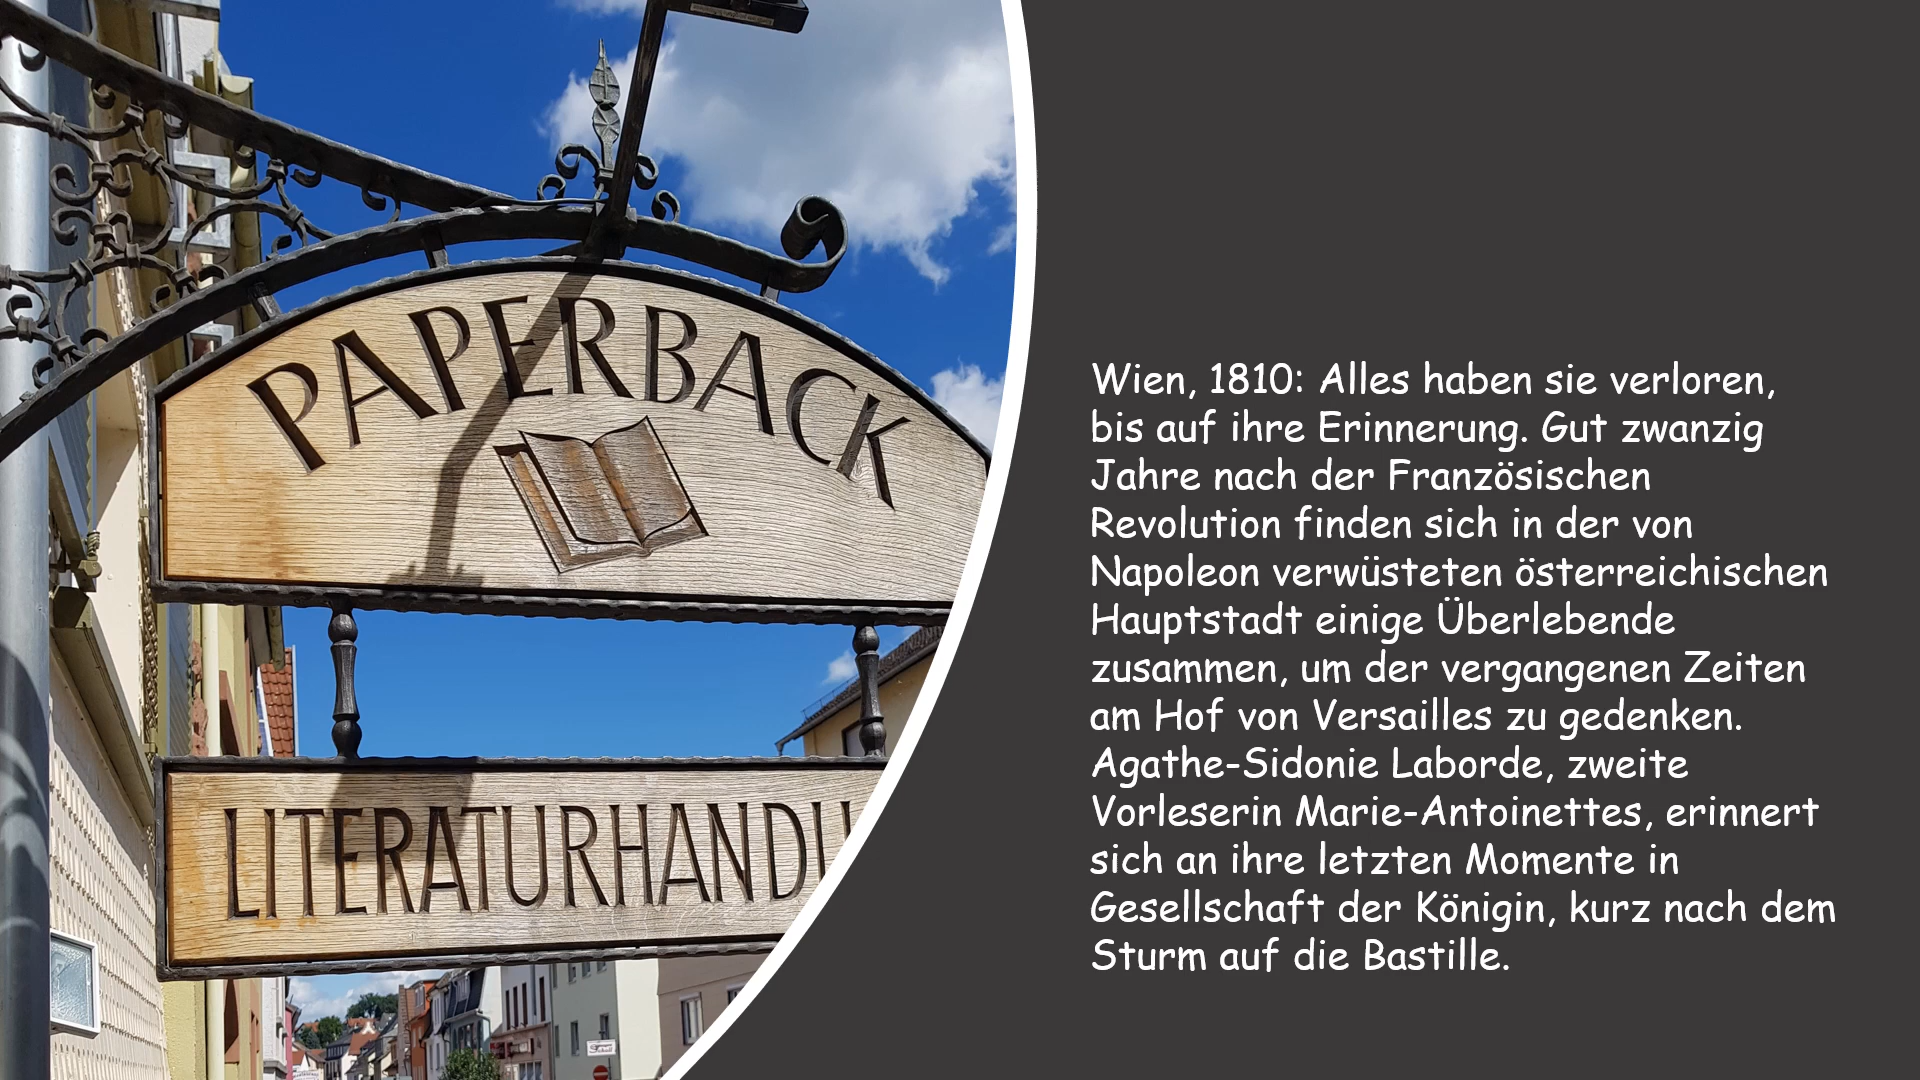 PAPERBACK
LITERATURHANDLU
Wien, 1810: Alles haben sie verloren,
bis auf ihre Erinnerung. Gut zwanzig
Jahre nach der Französischen
Revolution finden sich in der von
Napoleon verwüsteten österreichischen
Hauptstadt einige Überlebende
zusammen, um der vergangenen Zeiten
am Hof von Versailles zu gedenken.
Agathe-Sidonie Laborde, zweite
Vorleserin Marie-Antoinettes, erinnert
sich an ihre letzten Momente in
Gesellschaft der Königin, kurz nach dem
Sturm auf die Bastille.